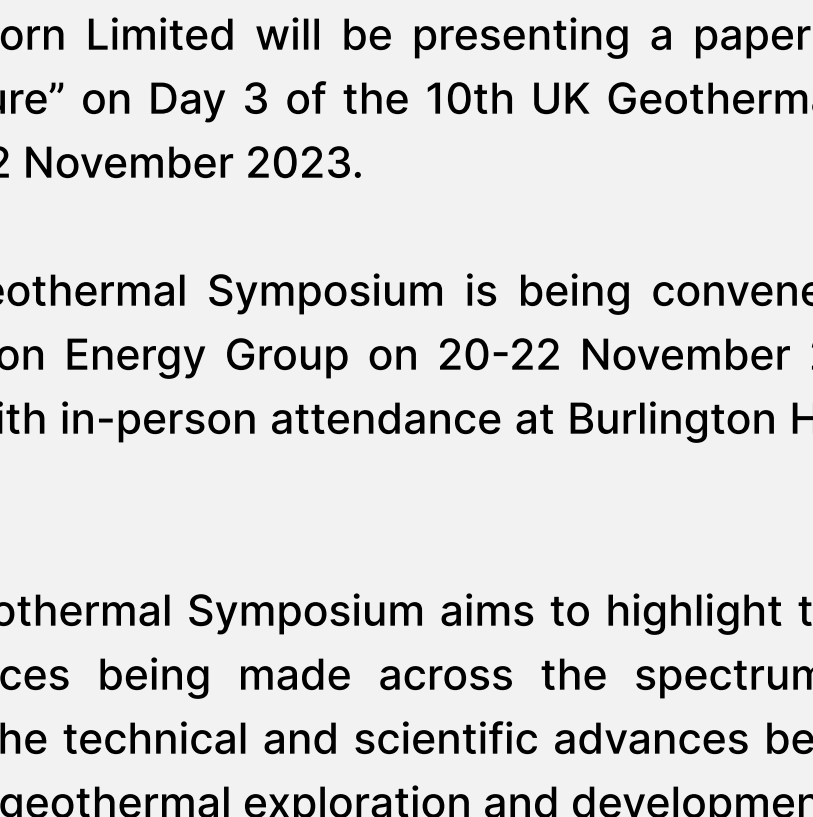 orn Limited will be presenting a paper
ure” on Day 3 of the 10th UK Geotherma
2 November 2023.
eothermal Symposium is being convene
on Energy Group on 20-22 November 2
ith in-person attendance at Burlington H
othermal Symposium aims to highlight t
ces being made across the spectrum
he technical and scientific advances be
geothermal exploration and developmen